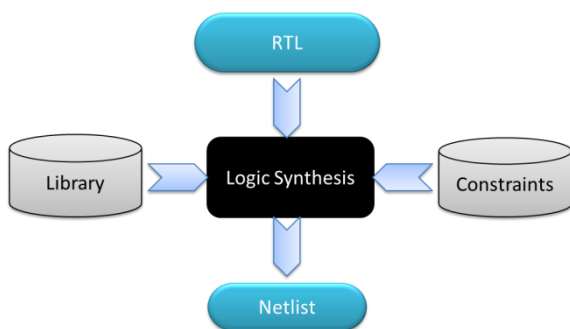 RTL
Library
Logic Synthesis
Constraints
Netlist